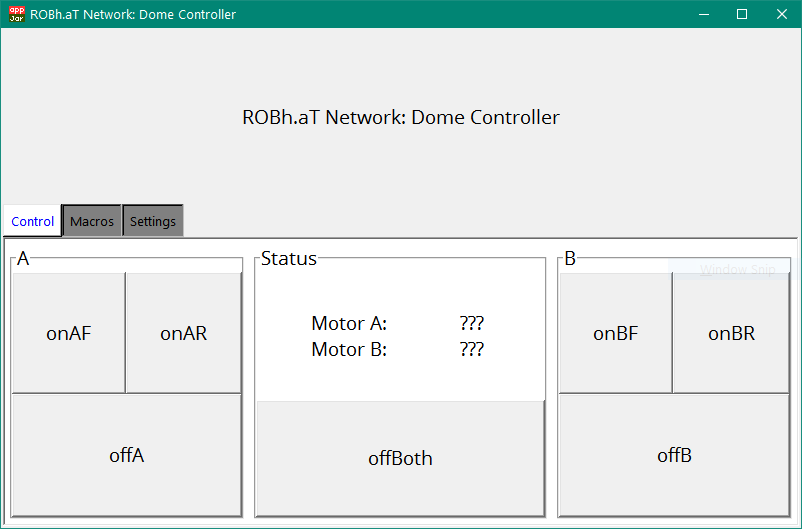 app
Jar
ROBh.aT Network: Dome Controller
ROBh.aT Network: Dome Controller
Control Macros Settings
A
onAF onAR
offA
Status
Motor A: ???
Motor B: ???
offBoth
B
Window Snip
onBF onBR
offB